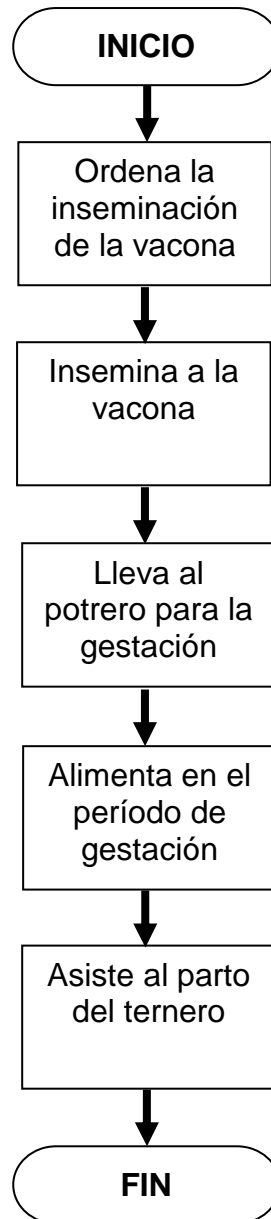 INICIO
Ordena la
inseminación
de la vacona
Insemina a la
vacona
Lleva al
potrero para la
gestación
Alimenta en el
período de
gestación
Asiste al parto
del ternero
FIN